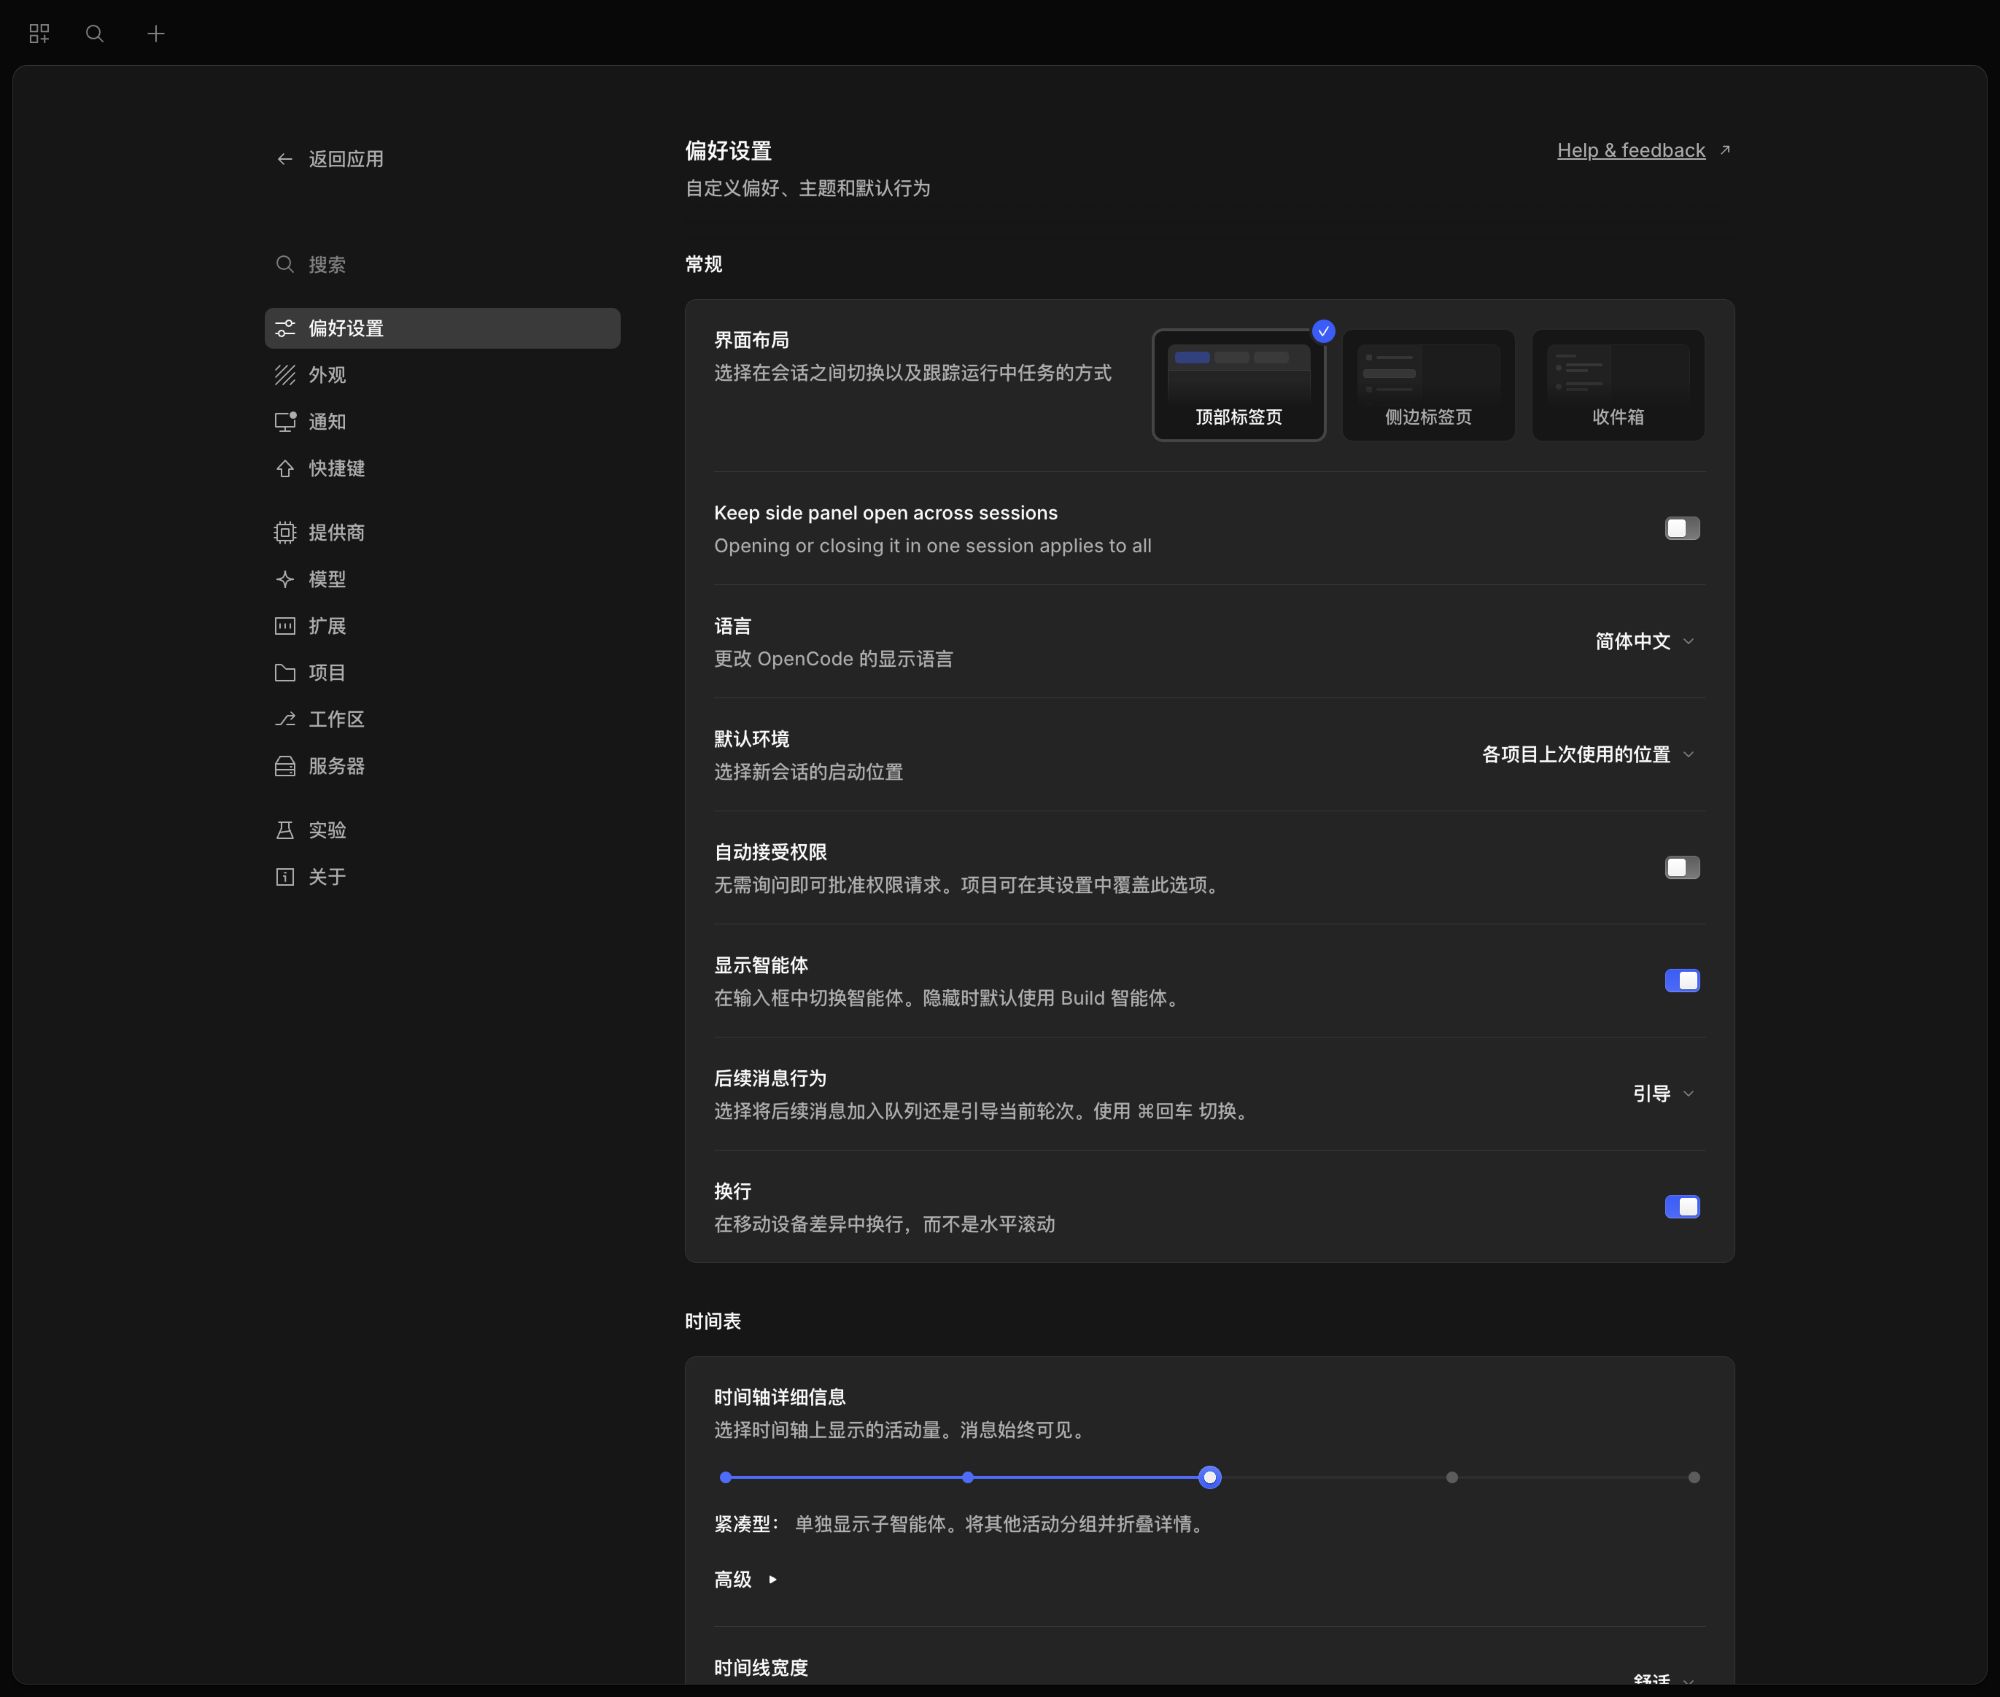 返回应用
搜索
偏好设置
外观
通知
快捷键
提供商
模型
扩展
项目
工作区
服务器
实验
关于
偏好设置
Help & feedback
自定义偏好、主题和默认行为
常规
界面布局
选择在会话之间切换以及跟踪运行中任务的方式
顶部标签页
侧边标签页
收件箱
Keep side panel open across sessions
Opening or closing it in one session applies to all
语言
更改 OpenCode 的显示语言
简体中文
默认环境
选择新会话的启动位置
各项目上次使用的位置
自动接受权限
无需询问即可批准权限请求。项目可在其设置中覆盖此选项。
显示智能体
在输入框中切换智能体。隐藏时默认使用 Build 智能体。
后续消息行为
选择将后续消息加入队列还是引导当前轮次。使用 ⌘回车 切换。
引导
换行
在移动设备差异中换行，而不是水平滚动
时间表
时间轴详细信息
选择时间轴上显示的活动量。消息始终可见。
紧凑型： 单独显示子智能体。将其他活动分组并折叠详情。
高级
时间线宽度
舒适